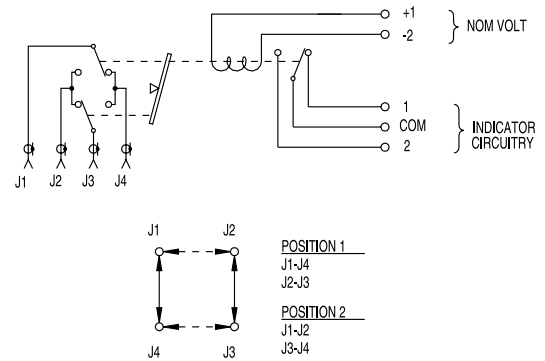 +1
-2
NOM VOLT
1
COM
2
INDICATOR
CIRCUITRY
J1 J2 J3 J4
J1 J2
J4 J3
POSITION 1
J1-J4
J2-J3
POSITION 2
J1-J2
J3-J4